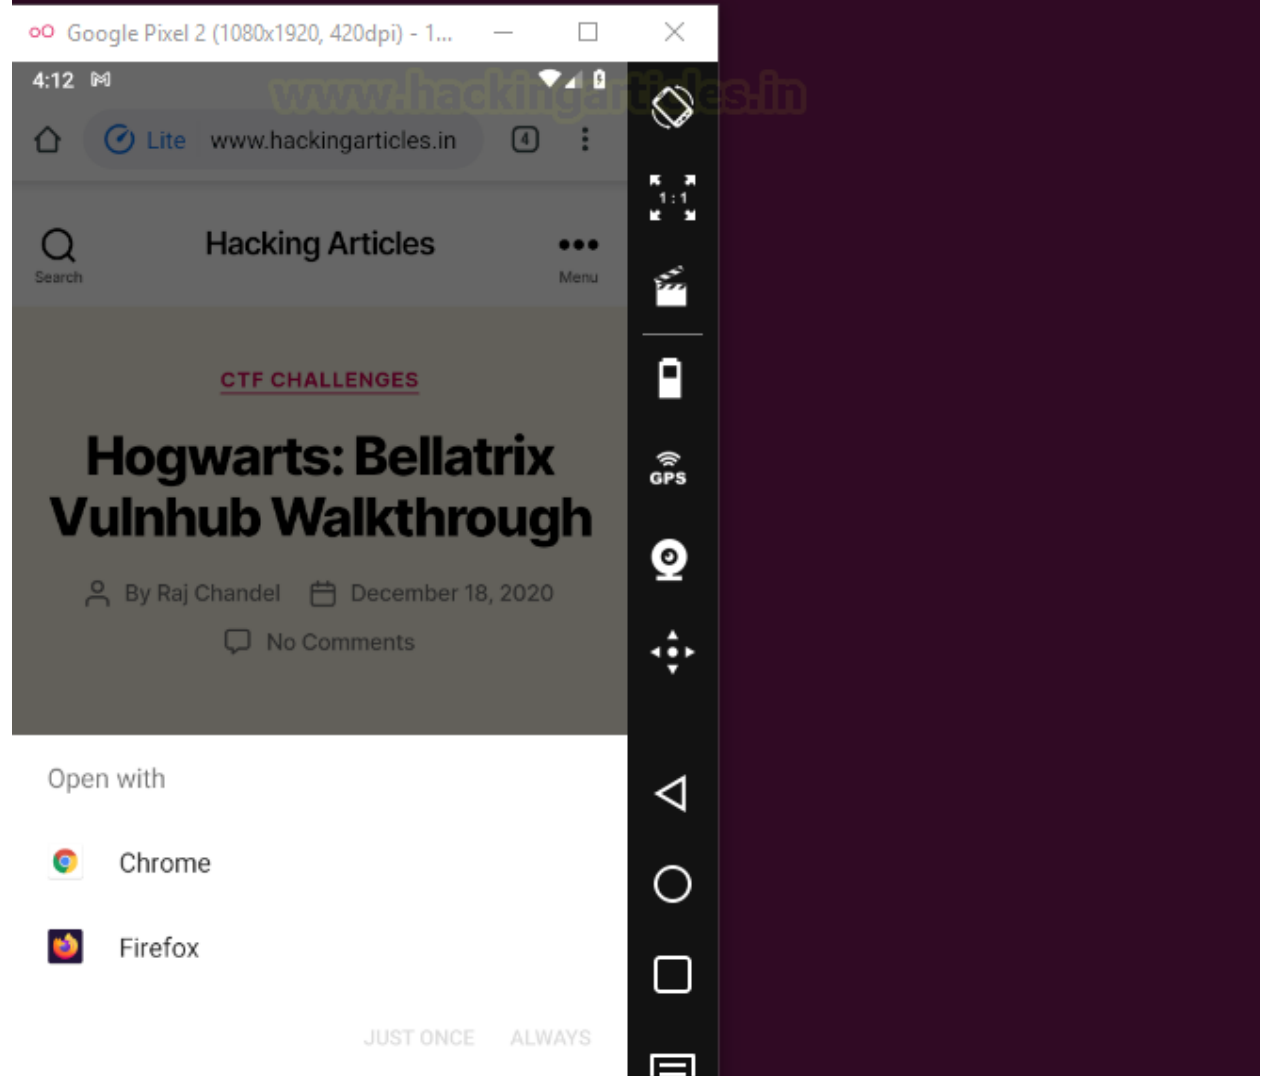 Google Pixel 2 (1080x1920, 420dpi) - 1...
www.hackingarticles.in
4:12
Lite www.hackingarticles.in 4
1:1
Hacking Articles
Search
Menu
CTF CHALLENGES
Hogwarts: Bellatrix
Vulnhub Walkthrough
GPS
By Raj Chandel December 18, 2020
No Comments
Open with
Chrome
Firefox
JUST ONCE ALWAYS